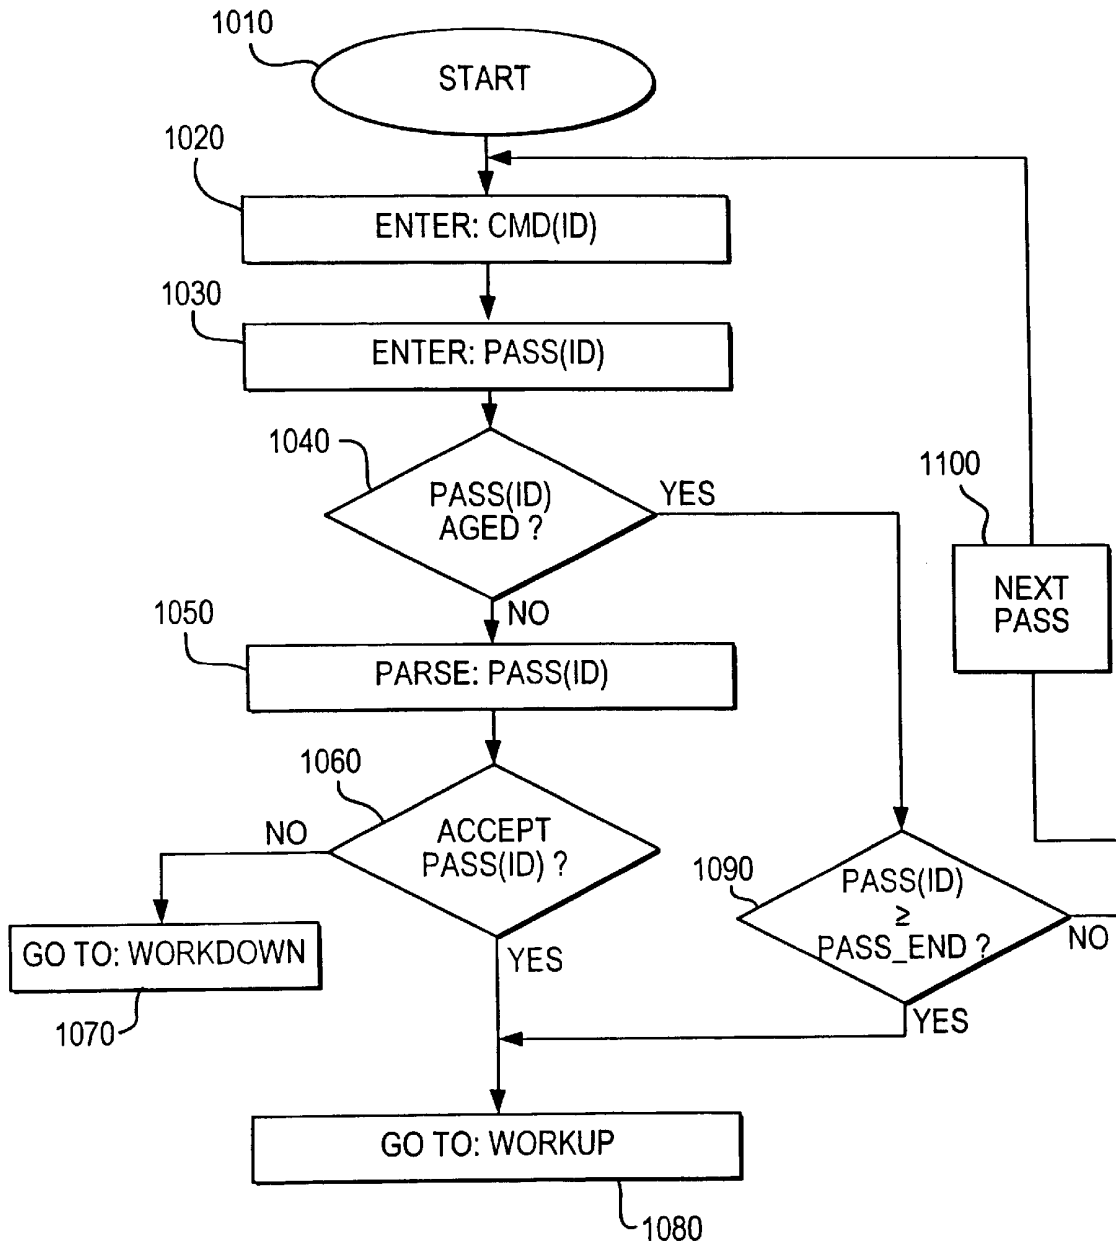 1010
START
1020
ENTER: CMD(ID)
1030
ENTER: PASS(ID)
1040
PASS(ID)
AGED ?
YES
NO
1100
NEXT
PASS
1050
PARSE: PASS(ID)
1060
ACCEPT
PASS(ID) ?
NO
YES
1090
PASS(ID)
≥
PASS_END ?
NO
YES
GO TO: WORKDOWN
1070
GO TO: WORKUP
1080